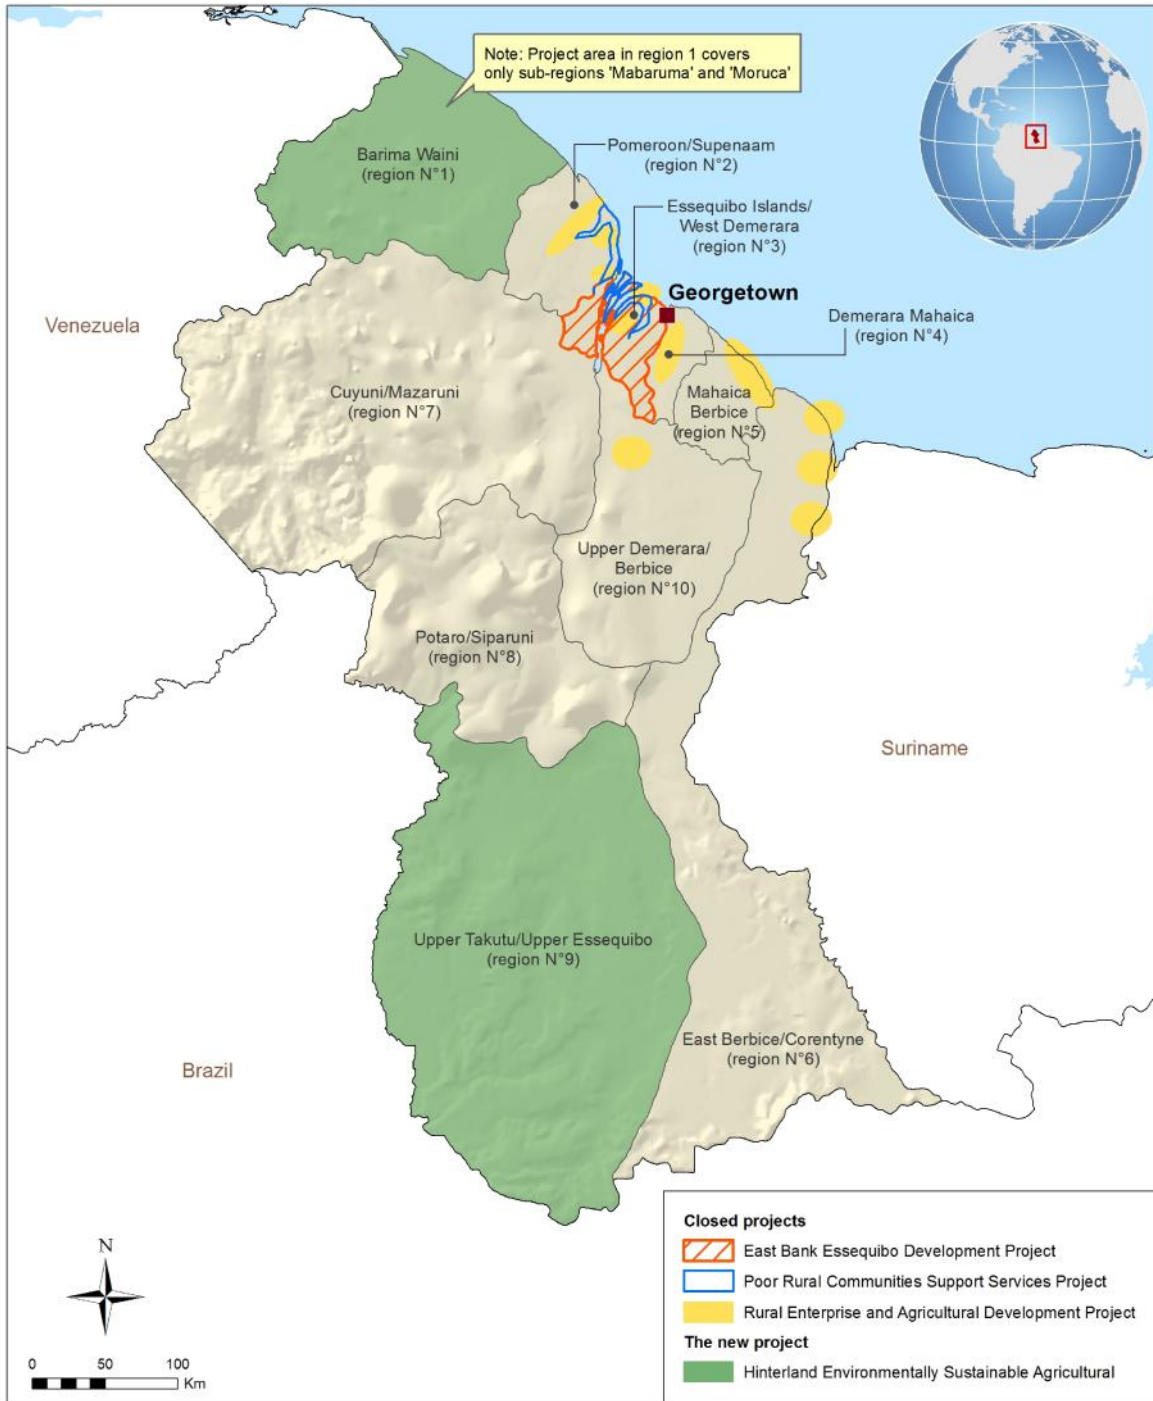 Note: Project area in region 1 covers
only sub-regions 'Mabaruma' and 'Moruca'
Barima Waini
(region N°1)
Pomeroon/Supenaam
(region N°2)
Essequibo Islands/
West Demerara
(region N°3)
Georgetown
Venezuela
Demerara Mahaica
(region N°4)
Cuyuni/Mazaruni
(region N°7)
Mahaica
Berbice
(region N°5)
Upper Demerara/
Berbice
(region N°10)
Potaro/Siparuni
(region N°8)
Suriname
Upper Takutu/Upper Essequibo
(region N°9)
East Berbice/Corentyne
(region N°6)
Brazil
Closed projects
East Bank Essequibo Development Project
Poor Rural Communities Support Services Project
Rural Enterprise and Agricultural Development Project
The new project
Hinterland Environmentally Sustainable Agricultural
N
0 50 100
Km